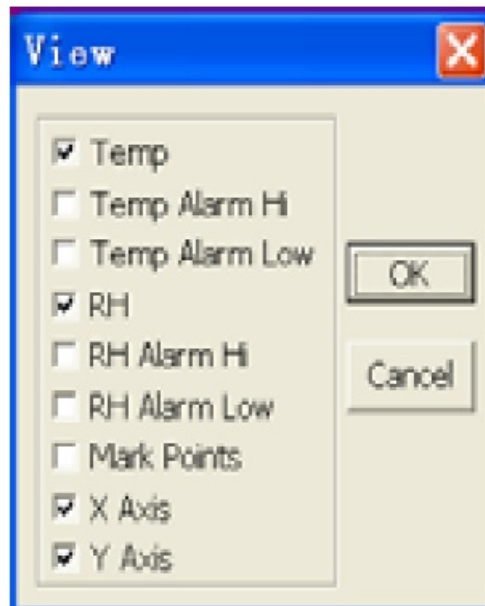 View
Temp
Temp Alarm Hi
Temp Alarm Low
RH
RH Alarm Hi
RH Alarm Low
Mark Points
X Axis
Y Axis
OK
Cancel